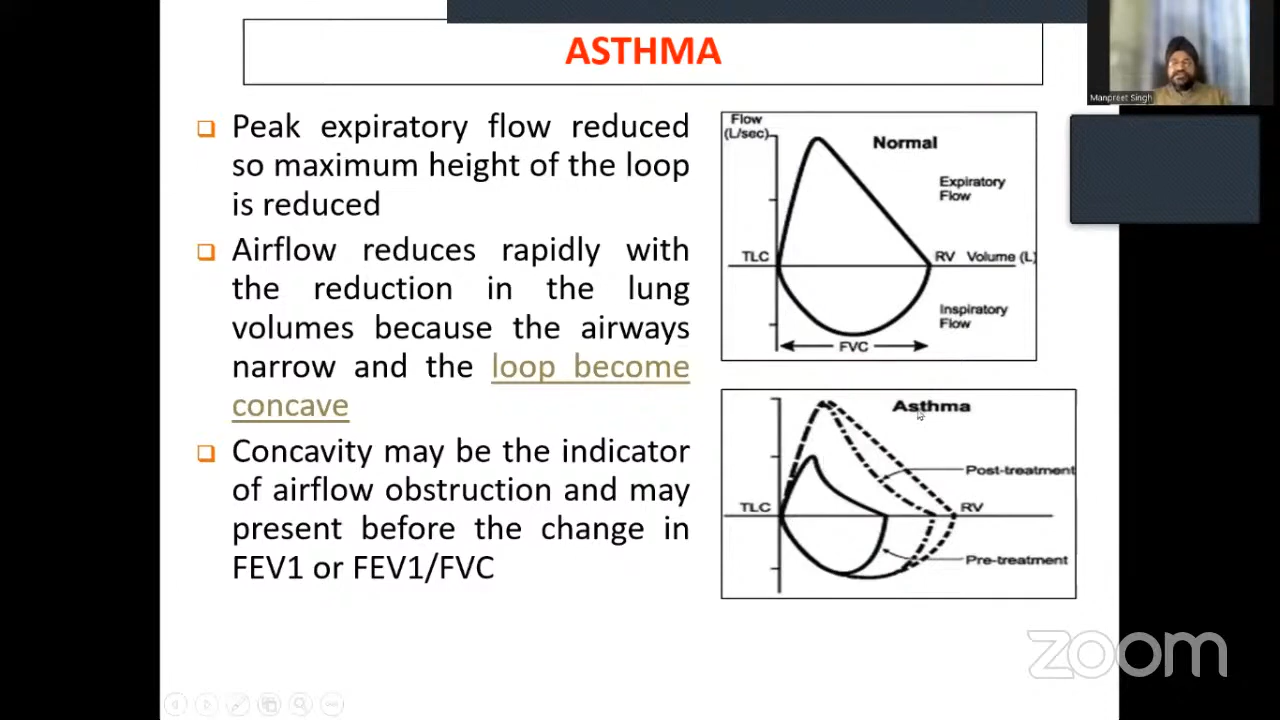 ASTHMA
Manpreet Singh
Peak expiratory flow reduced
so maximum height of the loop
is reduced
Airflow reduces rapidly with
the reduction in the lung
volumes because the airways
narrow and the loop become
concave
Concavity may be the indicator
of airflow obstruction and may
present before the change in
FEV1 or FEV1/FVC
Flow
(L/sec)
Normal
Expiratory
Flow
TLC
RV Volume (L)
Inspiratory
Flow
FVC
Asthma
Post-treatment
TLC
RV
Pre-treatment
zoom